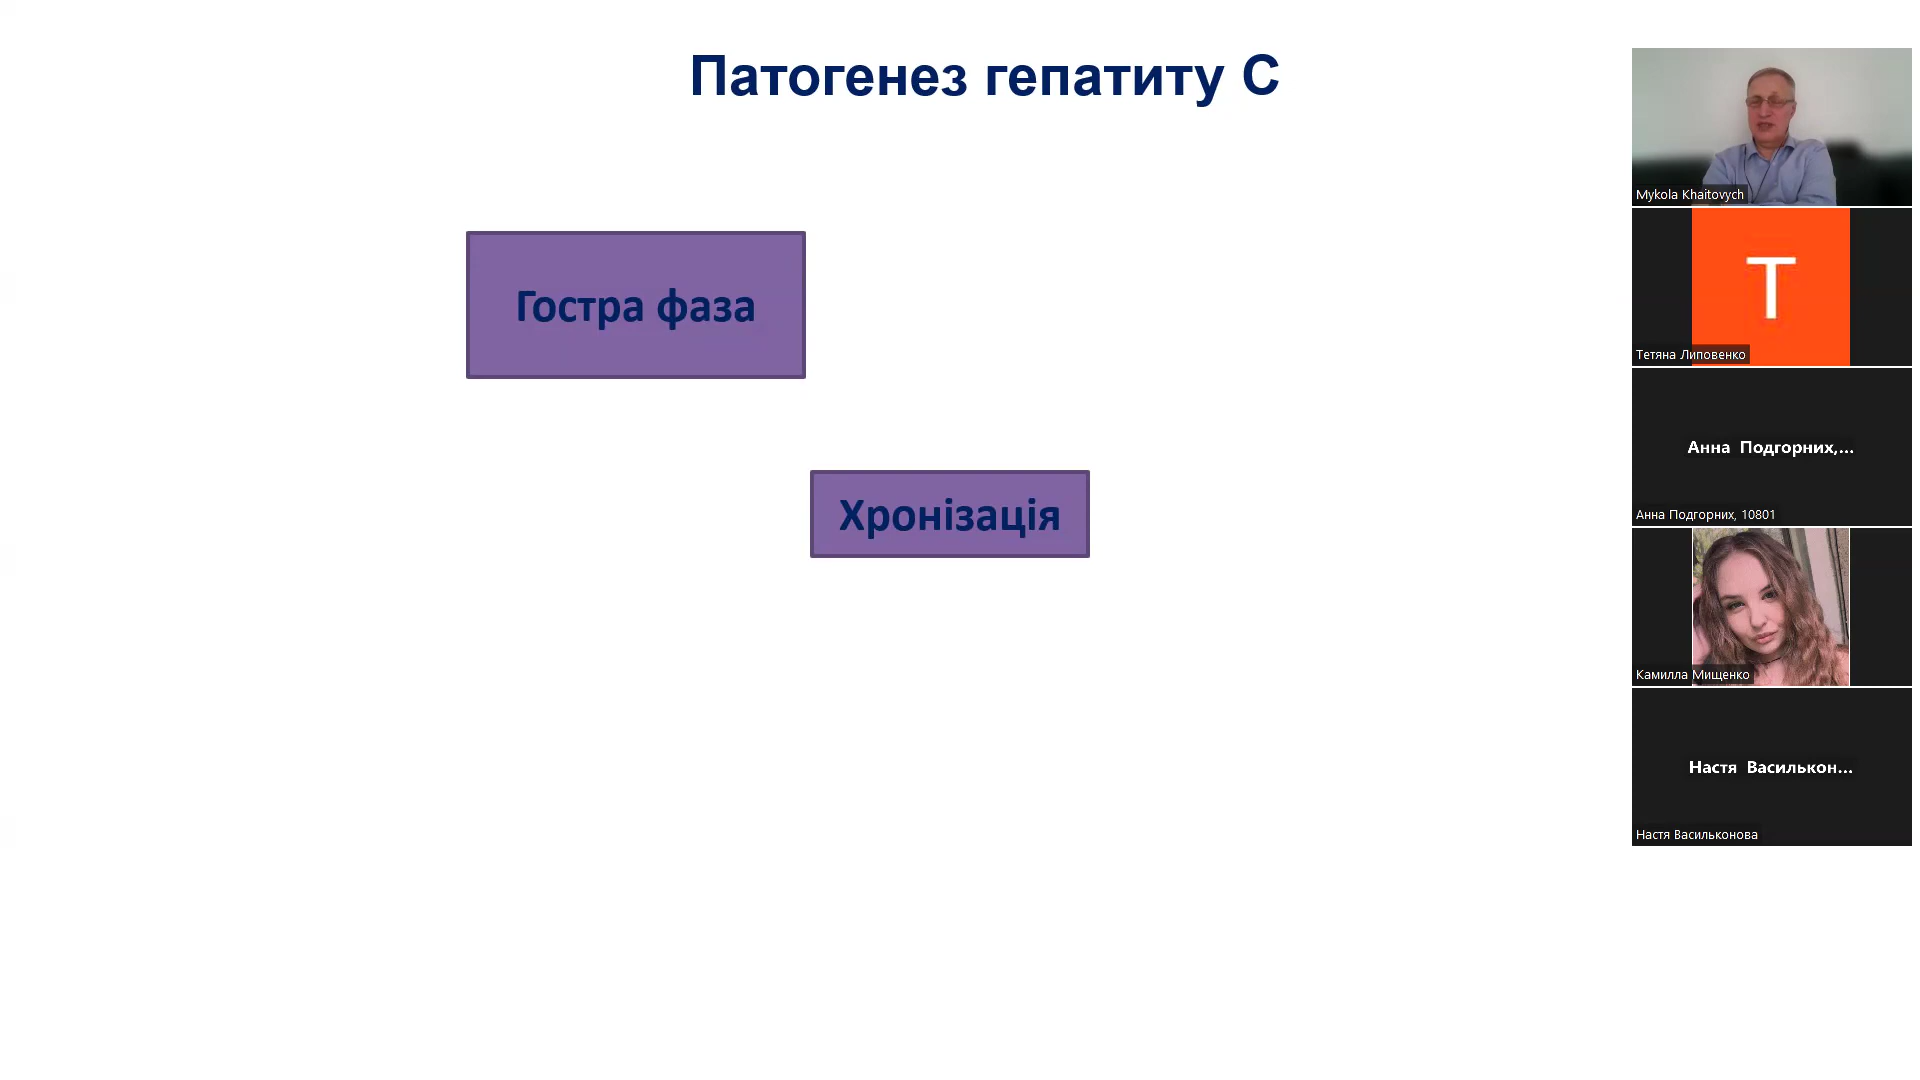 Патогенез гепатиту С
Гостра фаза
Хронізація
Mykola Khaitovych
T
Тетяна Липовенко
Анна Подгорних,...
Анна Подгорних, 10801
Камилла Мищенко
Настя Василькон...
Настя Васильконова